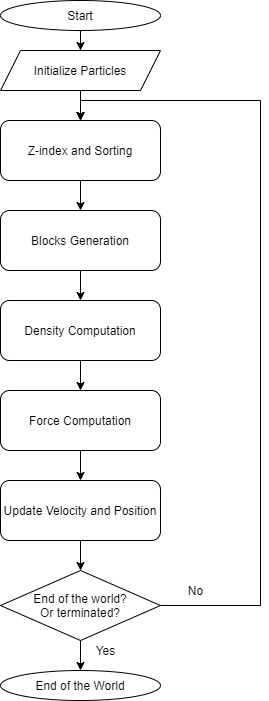 Start
Initialize Particles
Z-index and Sorting
Blocks Generation
Density Computation
Force Computation
Update Velocity and Position
End of the world?
Or terminated?
No
Yes
End of the World